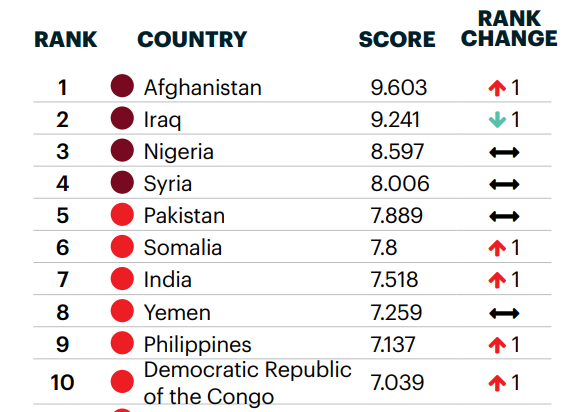 RANK COUNTRY SCORE RANK CHANGE
1 Afghanistan 9.603 ↑ 1
2 Iraq 9.241 ↓ 1
3 Nigeria 8.597 ↔
4 Syria 8.006 ↔
5 Pakistan 7.889 ↔
6 Somalia 7.8 ↑ 1
7 India 7.518 ↑ 1
8 Yemen 7.259 ↔
9 Philippines 7.137 ↑ 1
10 Democratic Republic of the Congo 7.039 ↑ 1